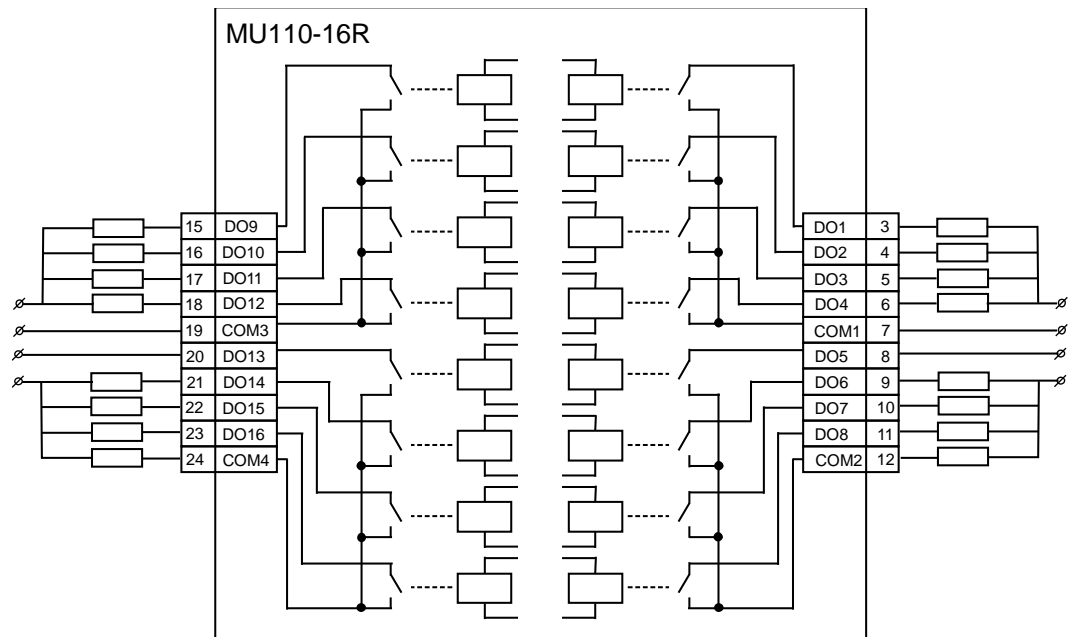 MU110-16R
15 DO9 DO1 3
16 DO10 DO2 4
17 DO11 DO3 5
18 DO12 DO4 6
19 COM3 COM1 7
20 DO13 DO5 8
21 DO14 DO6 9
22 DO15 DO7 10
23 DO16 DO8 11
24 COM4 COM2 12